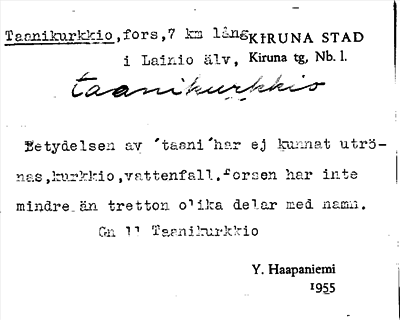 Taanikurkkio,fors,7 km lång KIRUNA STAD
i Lainio älv, Kiruna tg, Nb. l.
taanikurkkio
Betydelsen av ´taani´har ej kunnat utrö-
nas,kurkkio,vattenfall.Forsen har inte
mindre än tretton olika delar med namn.
Gn 11 Taanikurkkio
Y. Haapaniemi
1955